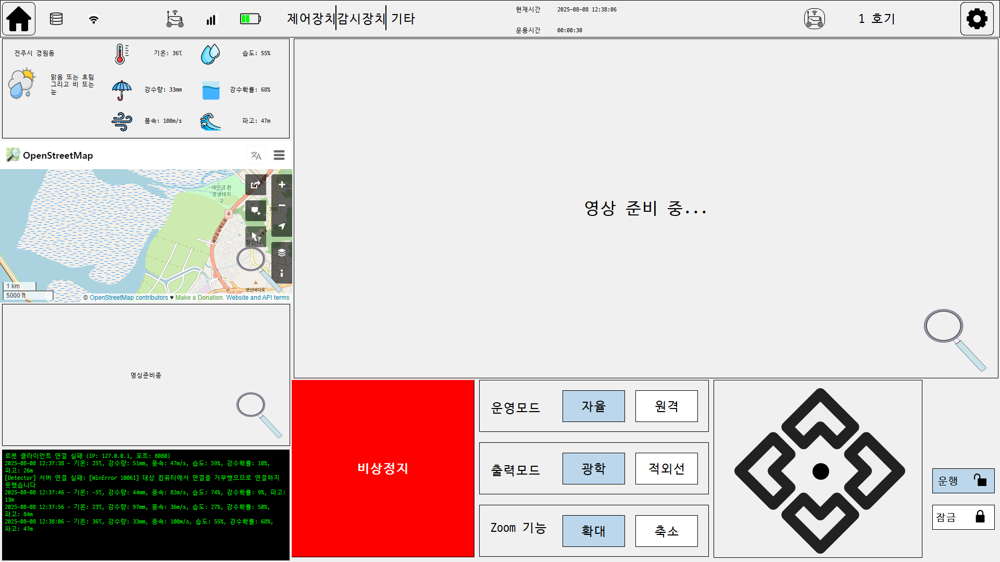 제어장치 감시장치 기타
현재시간 2025-08-08 12:38:06
운용시간 00:00:30
1 호기
전주시 경원동
기온: 36℃
습도: 55%
맑음 또는 흐림
그리고 비 또는
눈
강수량: 33mm
강수확률: 68%
풍속: 100m/s
파고: 47m
OpenStreetMap
새만금 환
경생태지
구
4
705
새만금남북도로
장신리
변산바다로
1 km
5000 ft
© OpenStreetMap contributors ♥ Make a Donation. Website and API terms
영상 준비 중...
영싱준비중
로봇 클라이언트 연결 실패 (IP: 127.0.0.1, 포트: 8080)
2025-08-08 12:37:38 - 기온: 25℃, 강수량: 51mm, 풍속: 47m/s, 습도: 59%, 강수확률: 10%,
파고: 26m
[Detector] 서버 연결 실패: [WinError 10061] 대상 컴퓨터에서 연결을 거부했으므로 연결하지
못했습니다
2025-08-08 12:37:46 - 기온: -5℃, 강수량: 44mm, 풍속: 82m/s, 습도: 74%, 강수확률: 9%, 파고:
13m
2025-08-08 12:37:56 - 기온: 23℃, 강수량: 97mm, 풍속: 36m/s, 습도: 27%, 강수확률: 50%,
파고: 84m
2025-08-08 12:38:06 - 기온: 36℃, 강수량: 33mm, 풍속: 100m/s, 습도: 55%, 강수확률: 68%,
파고: 47m
비상정지
운영모드 자율 원격
출력모드 광학 적외선
Zoom 기능 확대 축소
운행
잠금